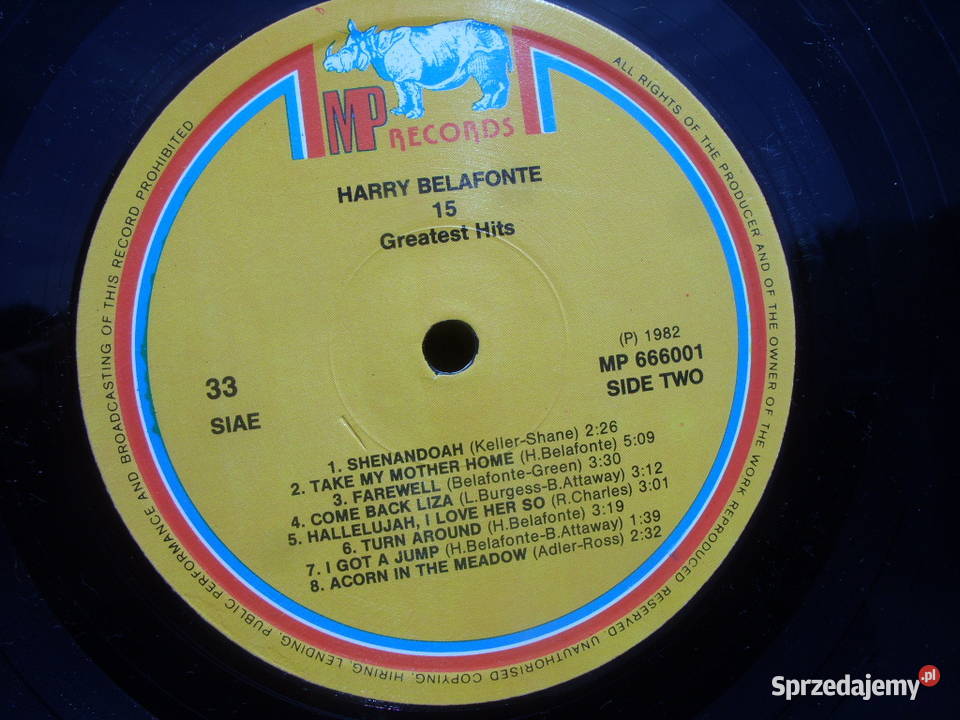 MP RECORDS
HARRY BELAFONTE
15
Greatest Hits
33
SIAE
(P) 1982
MP 666001
SIDE TWO
1. SHENANDOAH (Keller-Shane) 2:26
2. TAKE MY MOTHER HOME (H.Belafonte) 5:09
3. FAREWELL (Belafonte-Green) 3:30
4. COME BACK LIZA (L.Burgess-B.Attaway) 3:12
5. HALLELUJAH, I LOVE HER SO (R.Charles) 3:01
6. TURN AROUND (H.Belafonte) 3:19
7. I GOT A JUMP (H.Belafonte-B.Attaway) 1:39
8. ACORN IN THE MEADOW (Adler-Ross) 2:32
ALL RIGHTS OF THE PRODUCER AND OF THE OWNER OF THE WORK REPRODUCED RESERVED. UNAUTHORISED COPYING, HIRING, LENDING, PUBLIC PERFORMANCE AND BROADCASTING OF THIS RECORD PROHIBITED
Sprzedajemy.pl